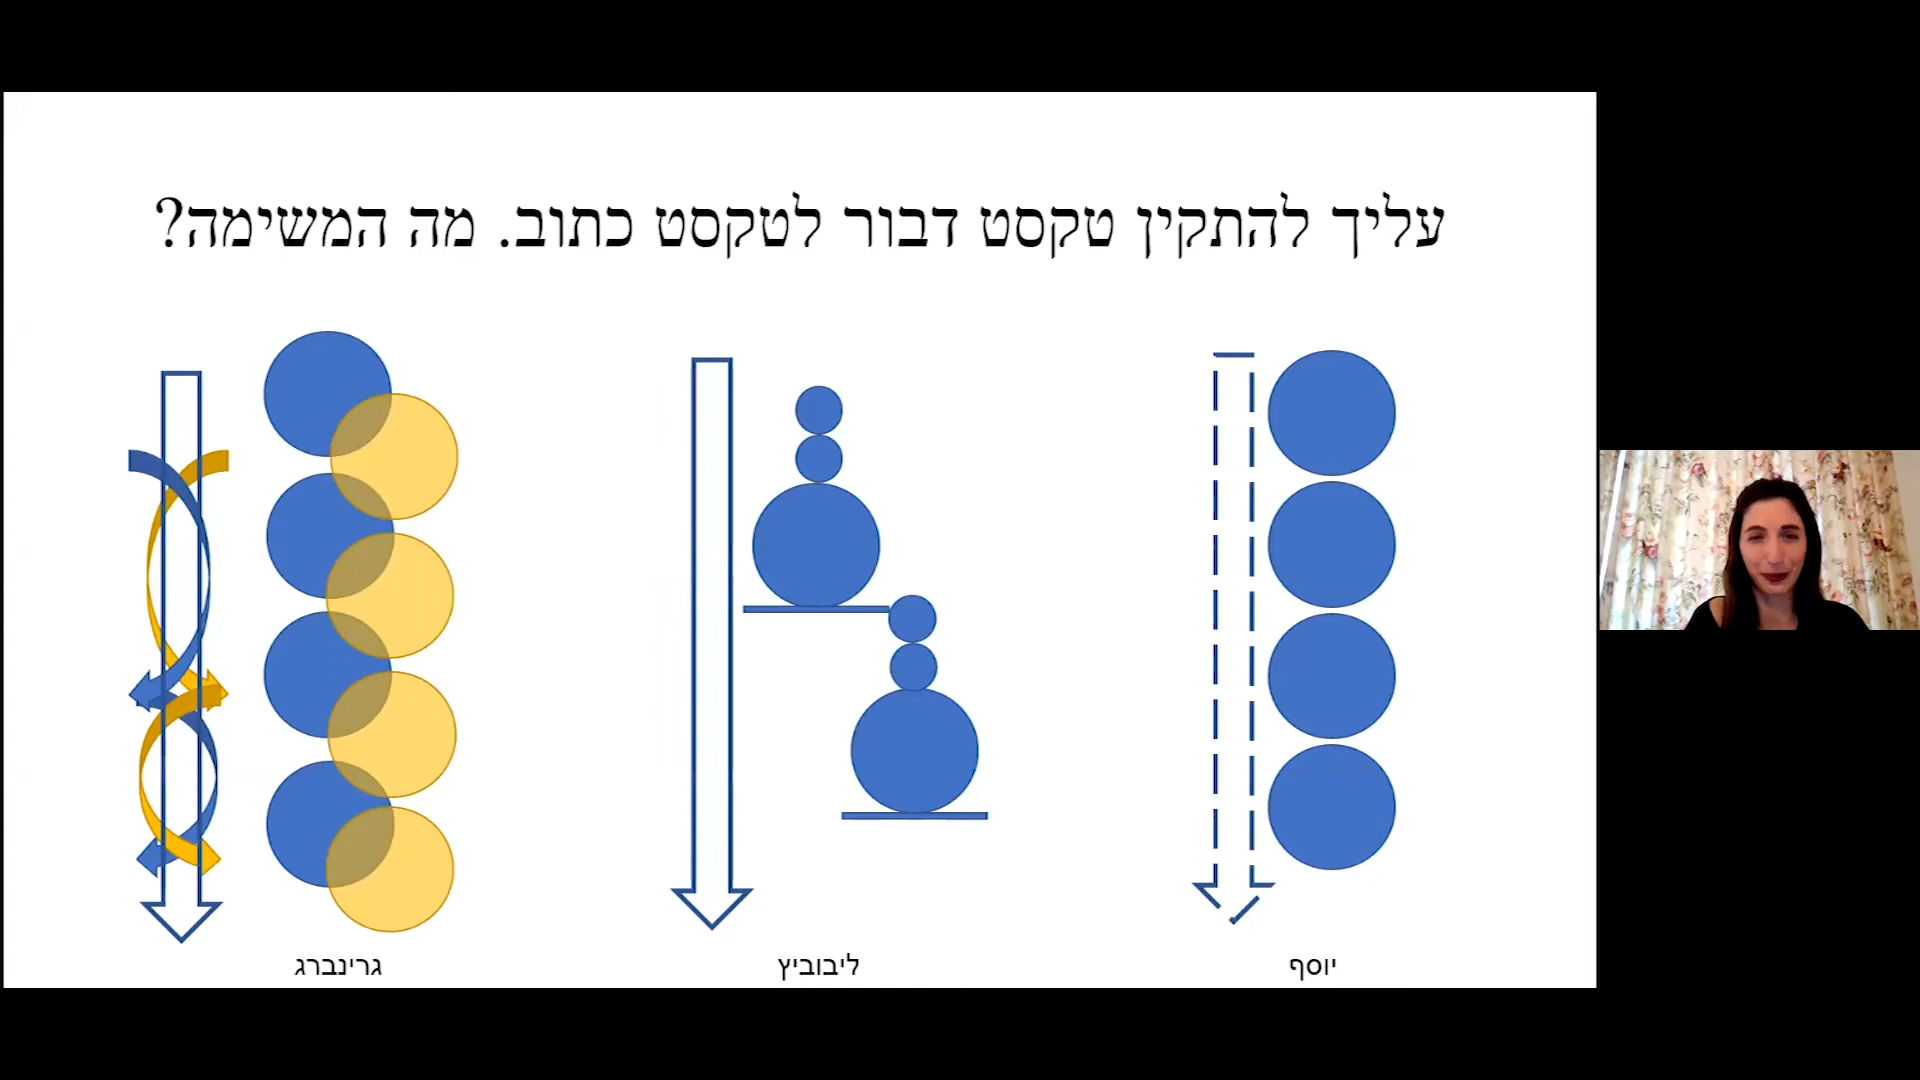 עליך להתקין טקסט דבור לטקסט כתוב. מה המשימה?
יוסף
ליבוביץ
גרינברג